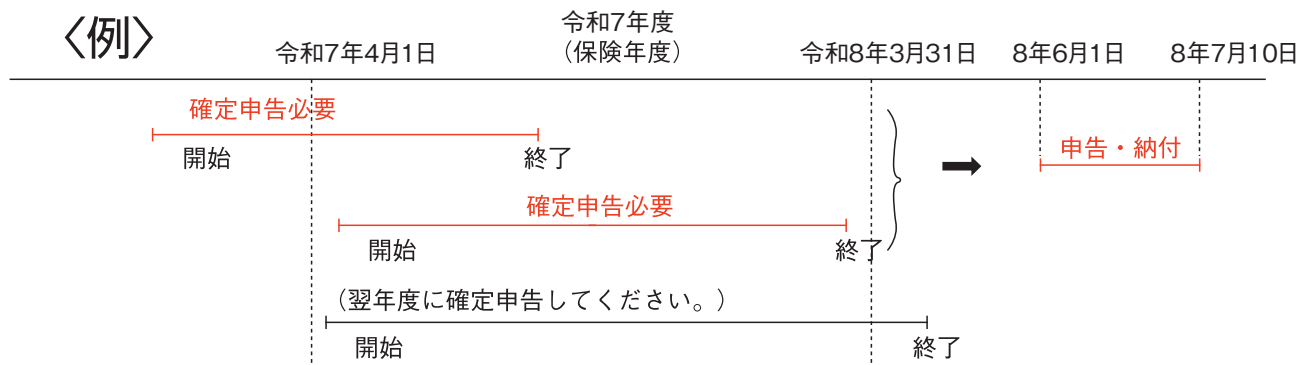 〈例〉
令和7年度
（保険年度）
令和7年4月1日
令和8年3月31日
8年6月1日
8年7月10日
確定申告必要
開始
終了
申告・納付
確定申告必要
開始
終了
（翌年度に確定申告してください。）
開始
終了